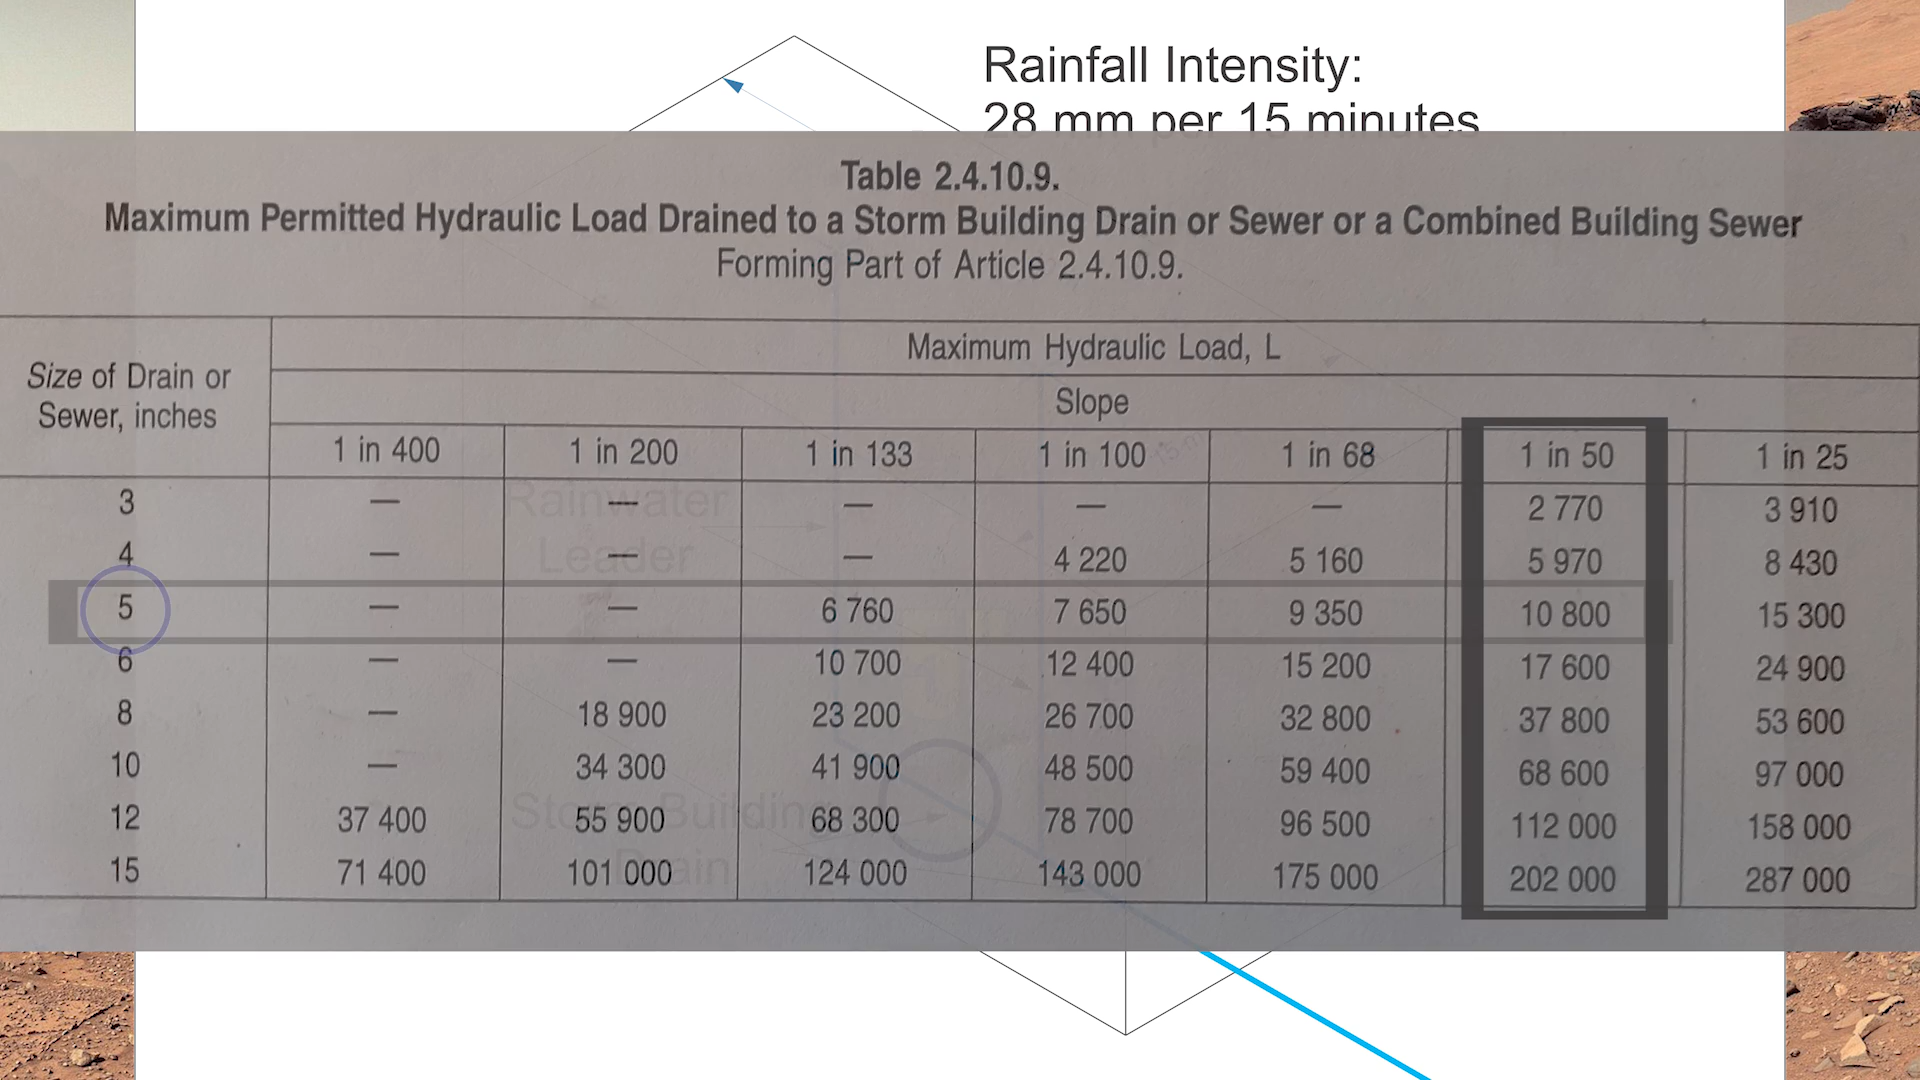 Rainfall Intensity:
28 mm per 15 minutes
Table 2.4.10.9.
Maximum Permitted Hydraulic Load Drained to a Storm Building Drain or Sewer or a Combined Building Sewer
Forming Part of Article 2.4.10.9.
Size of Drain or
Sewer, inches
Maximum Hydraulic Load, L
Slope
1 in 400 1 in 200 1 in 133 1 in 100 1 in 68 1 in 50 1 in 25
3 — — — — — 2 770 3 910
4 — — — 4 220 5 160 5 970 8 430
5 — — 6 760 7 650 9 350 10 800 15 300
6 — — 10 700 12 400 15 200 17 600 24 900
8 — 18 900 23 200 26 700 32 800 37 800 53 600
10 — 34 300 41 900 48 500 59 400 68 600 97 000
12 37 400 55 900 68 300 78 700 96 500 112 000 158 000
15 71 400 101 000 124 000 143 000 175 000 202 000 287 000
Rainwater
Leader
Storm Building
Drain